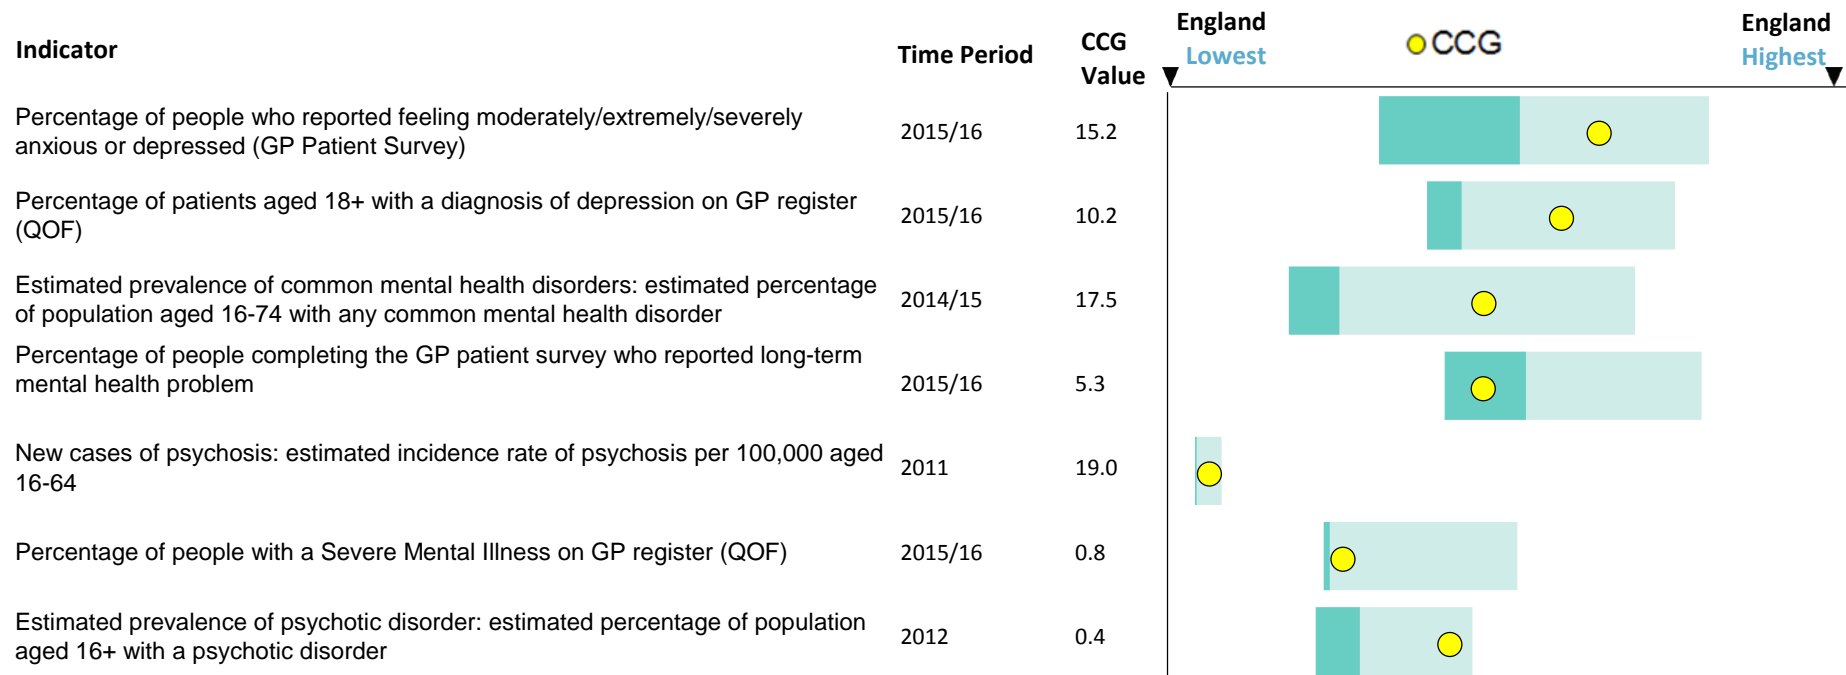 Indicator
Time Period
CCG
Value
England
Lowest
CCG
England
Highest
Percentage of people who reported feeling moderately/extremely/severely
anxious or depressed (GP Patient Survey)
2015/16
15.2
Percentage of patients aged 18+ with a diagnosis of depression on GP register
(QOF)
2015/16
10.2
Estimated prevalence of common mental health disorders: estimated percentage
of population aged 16-74 with any common mental health disorder
2014/15
17.5
Percentage of people completing the GP patient survey who reported long-term
mental health problem
2015/16
5.3
New cases of psychosis: estimated incidence rate of psychosis per 100,000 aged
16-64
2011
19.0
Percentage of people with a Severe Mental Illness on GP register (QOF)
2015/16
0.8
Estimated prevalence of psychotic disorder: estimated percentage of population
aged 16+ with a psychotic disorder
2012
0.4